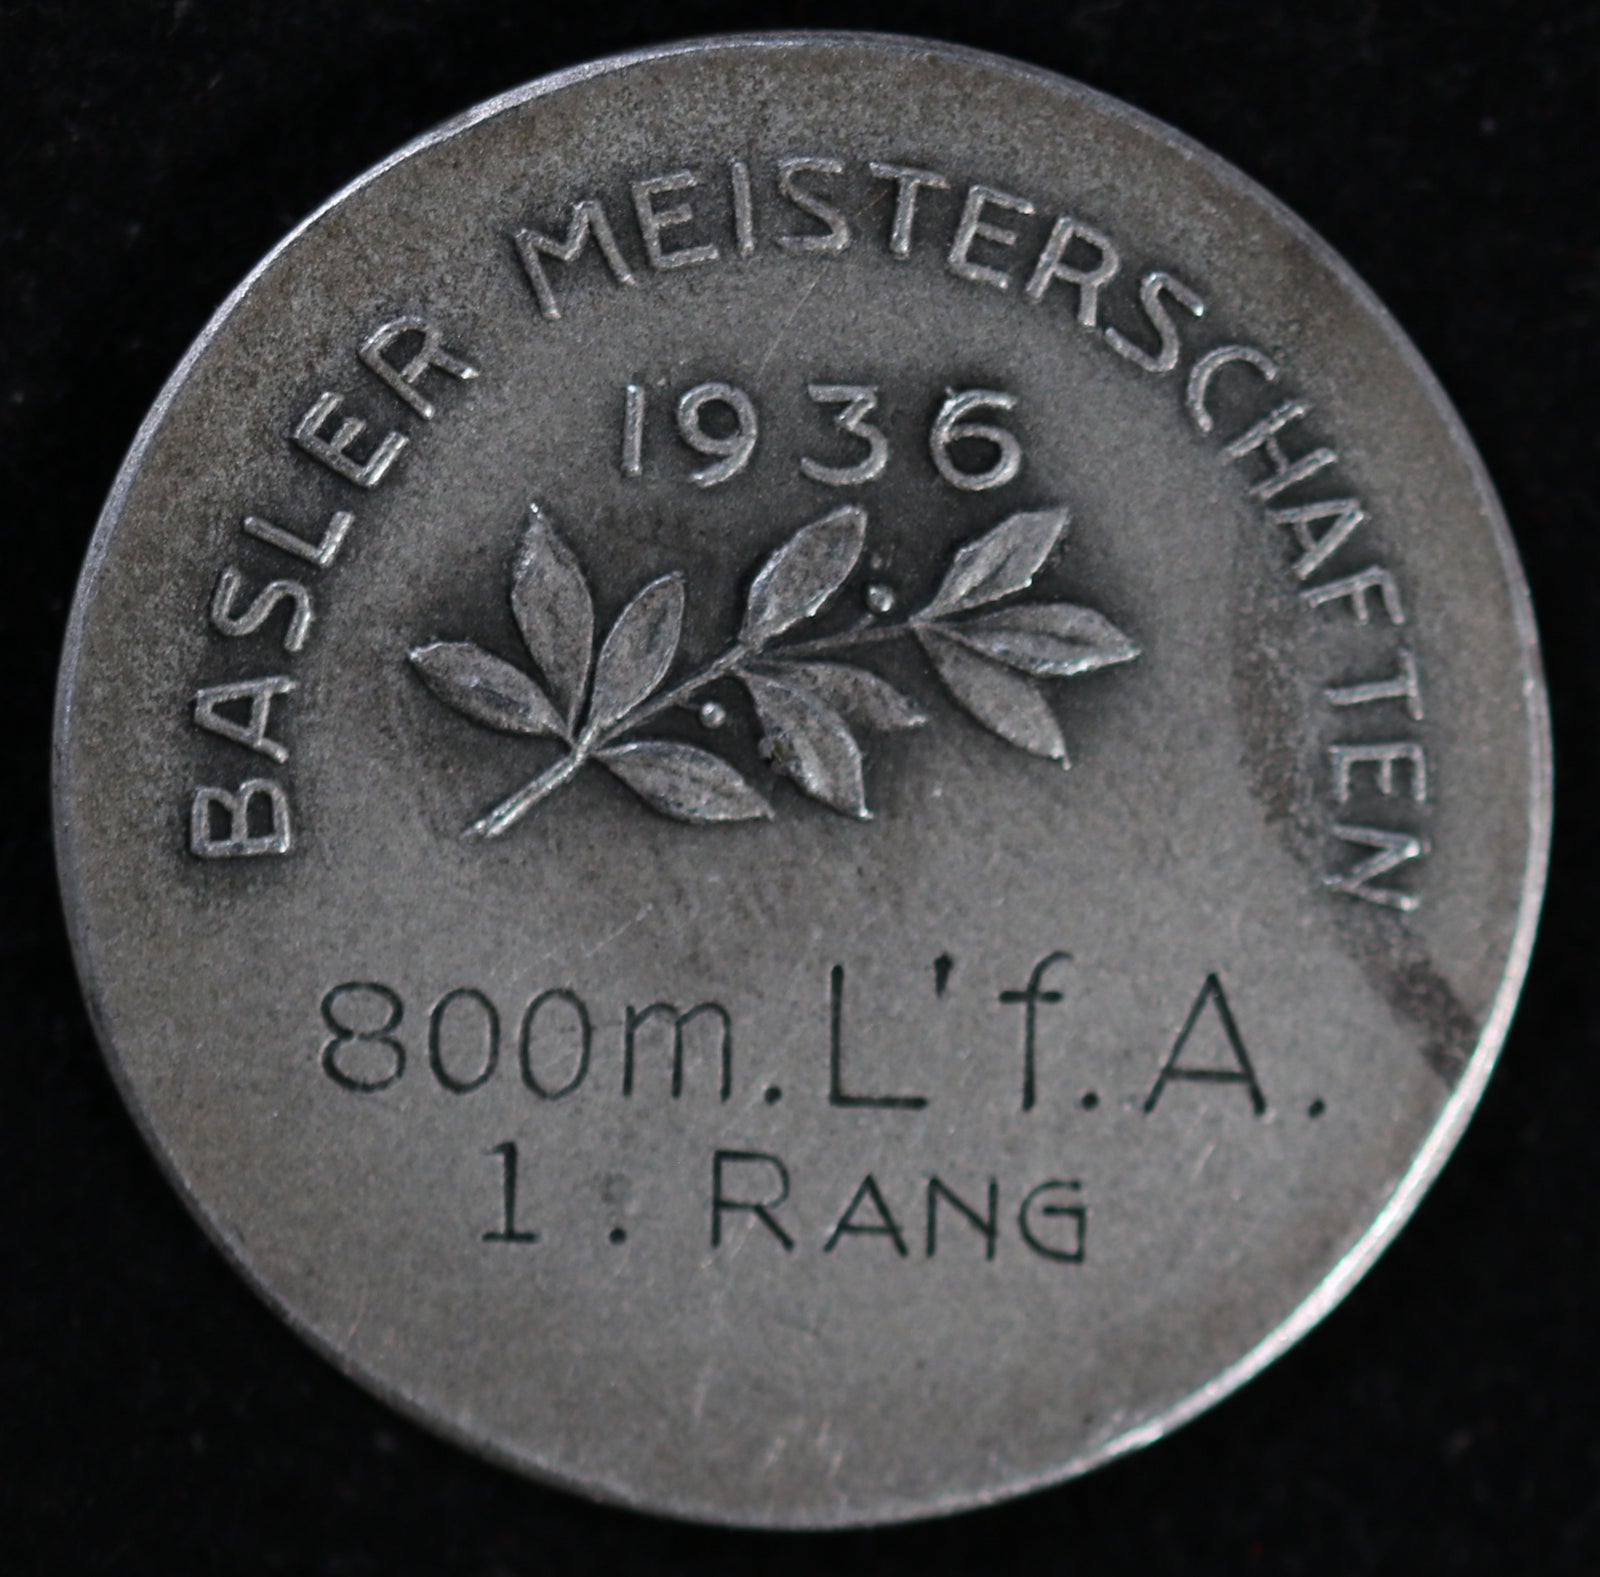 BASLER MEISTERSCHAFTEN
1936
800m. L'f. A.
1. RANG